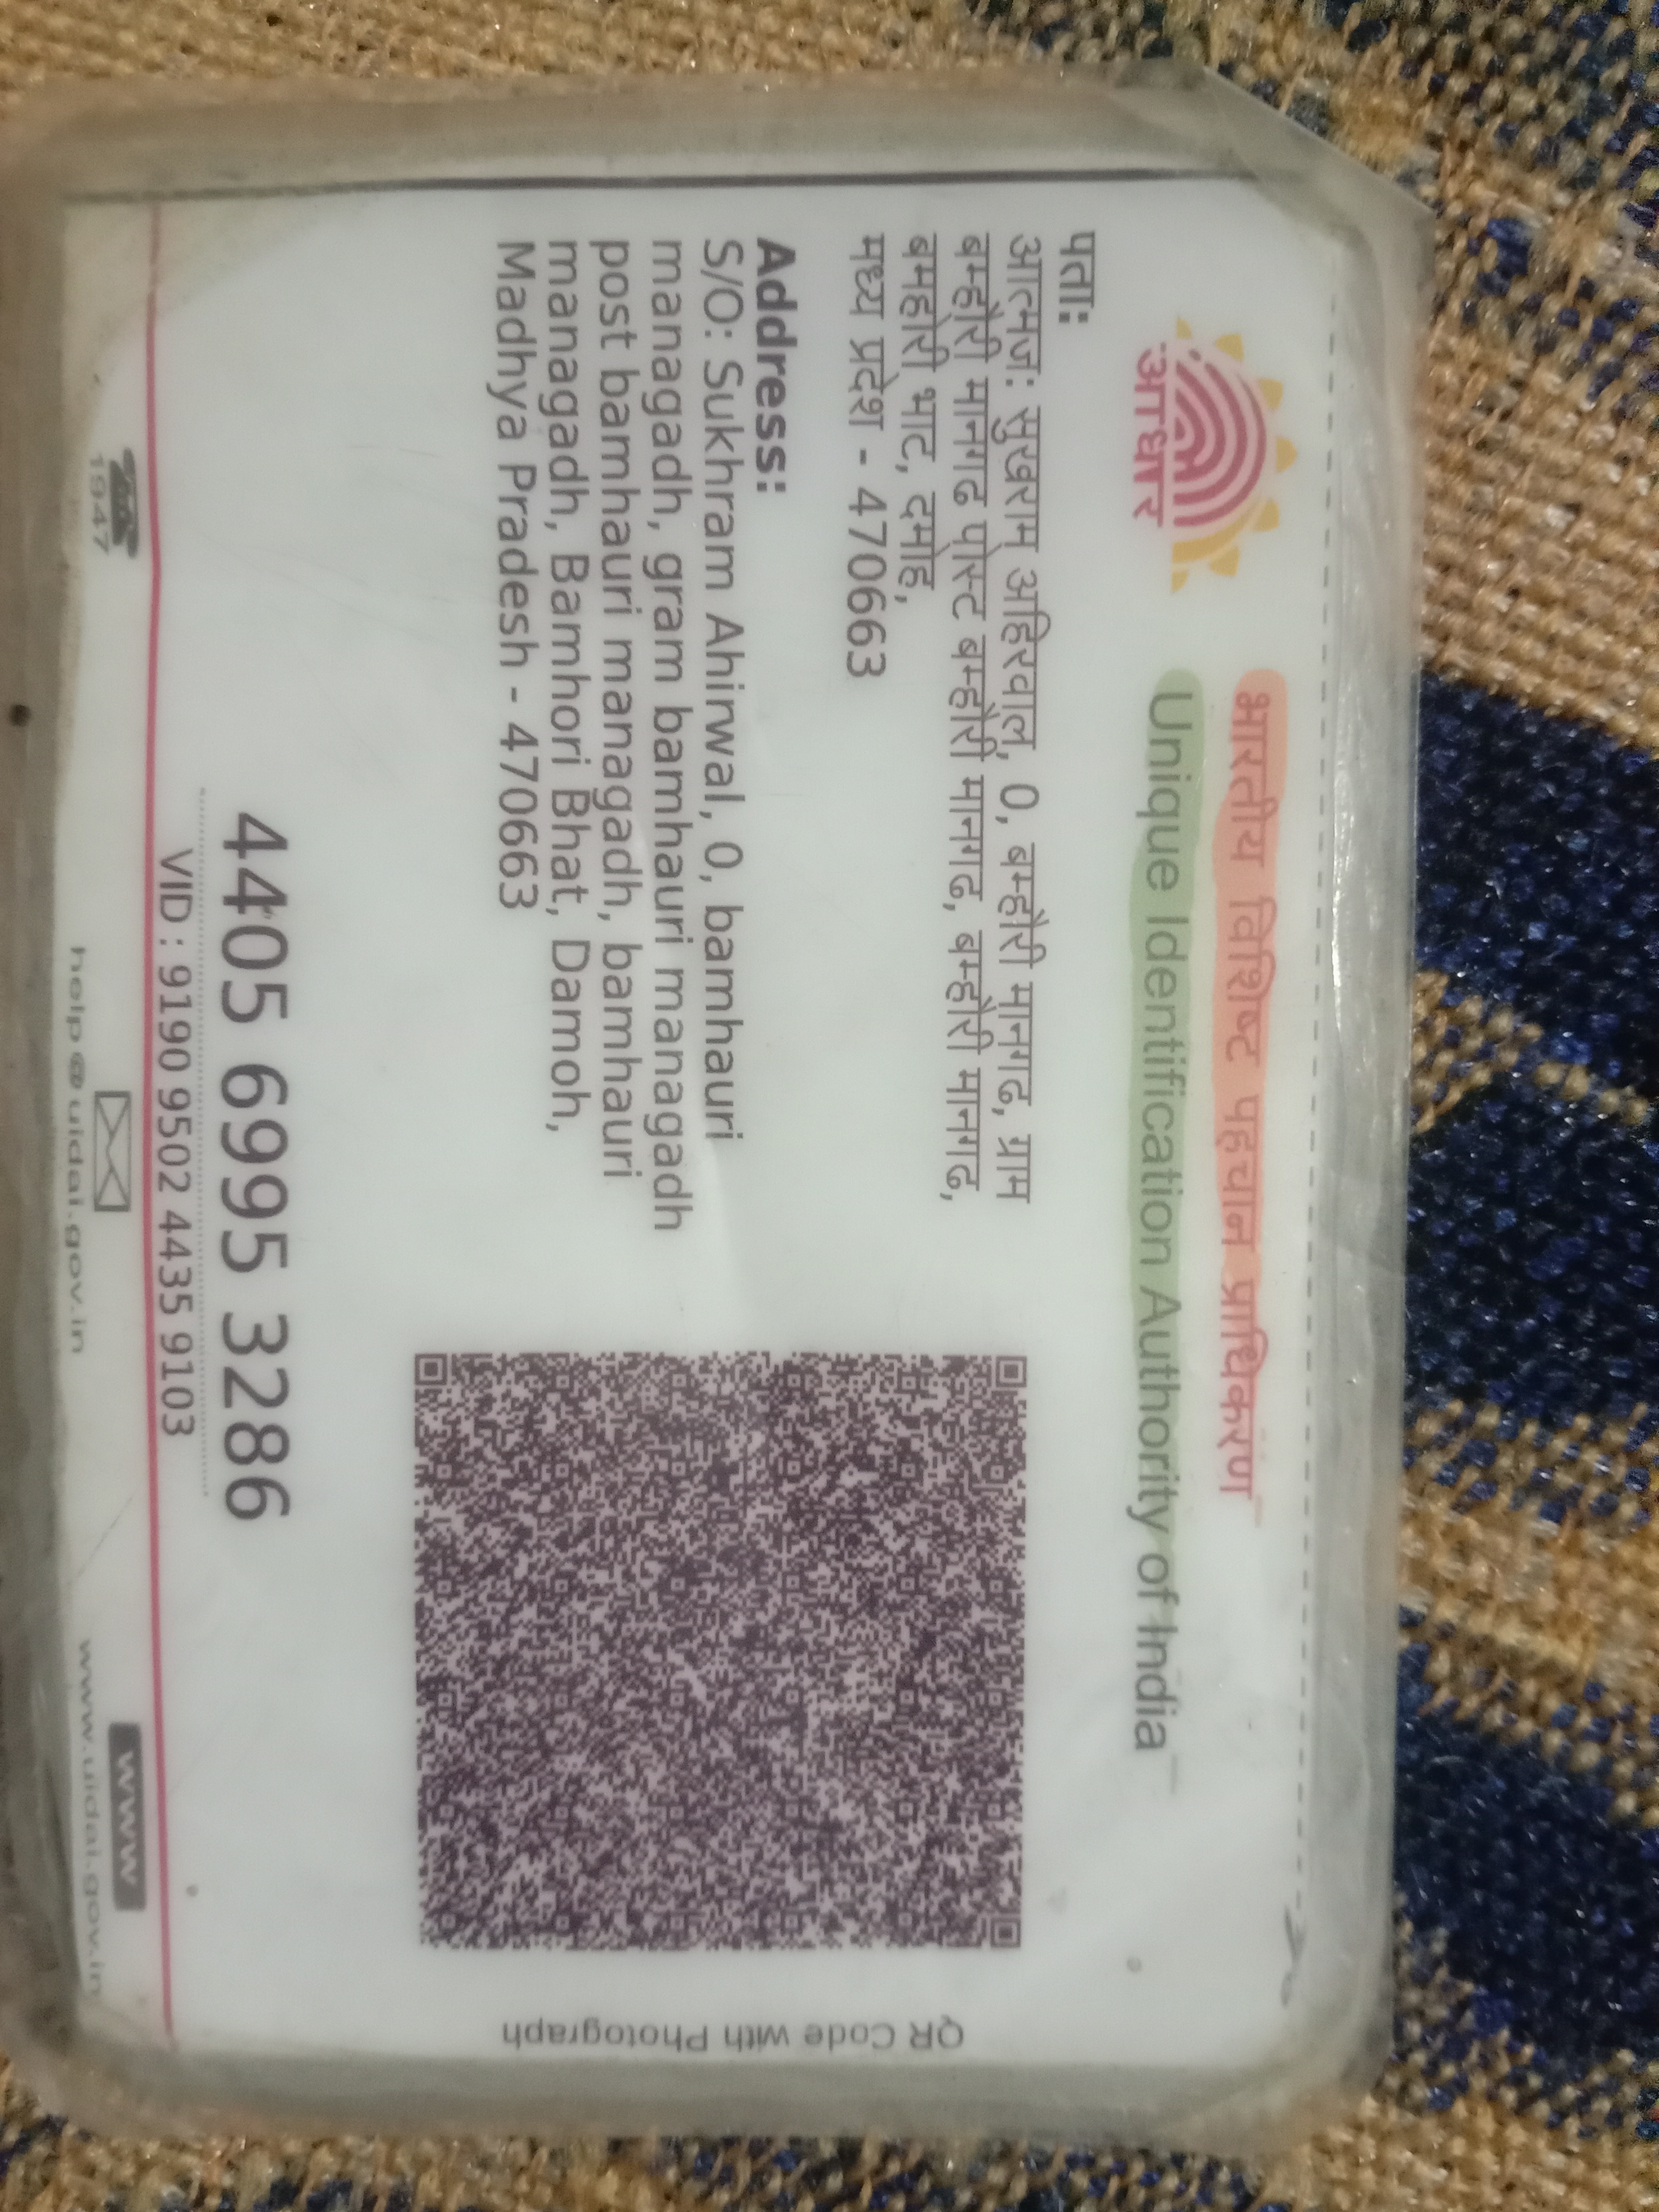 आधार
भारतीय विशिष्ट पहचान प्राधिकरण
Unique Identification Authority of India
पता:
आत्मज: सुखराम अहिरवाल, 0, बम्हौरी मानगढ, ग्राम
बम्हौरी मानगढ पोस्ट बम्हौरी मानगढ, बम्हौरी मानगढ,
बमहोरी भाट, दमोह,
मध्य प्रदेश - 470663
Address:
S/O: Sukhram Ahirwal, 0, bamhauri
managadh, gram bamhauri managadh
post bamhauri managadh, bamhauri
managadh, Bamhori Bhat, Damoh,
Madhya Pradesh - 470663
QR Code with Photograph
4405 6995 3286
VID : 9190 9502 4435 9103
1947
help@uidai.gov.in
www
www.uidai.gov.in